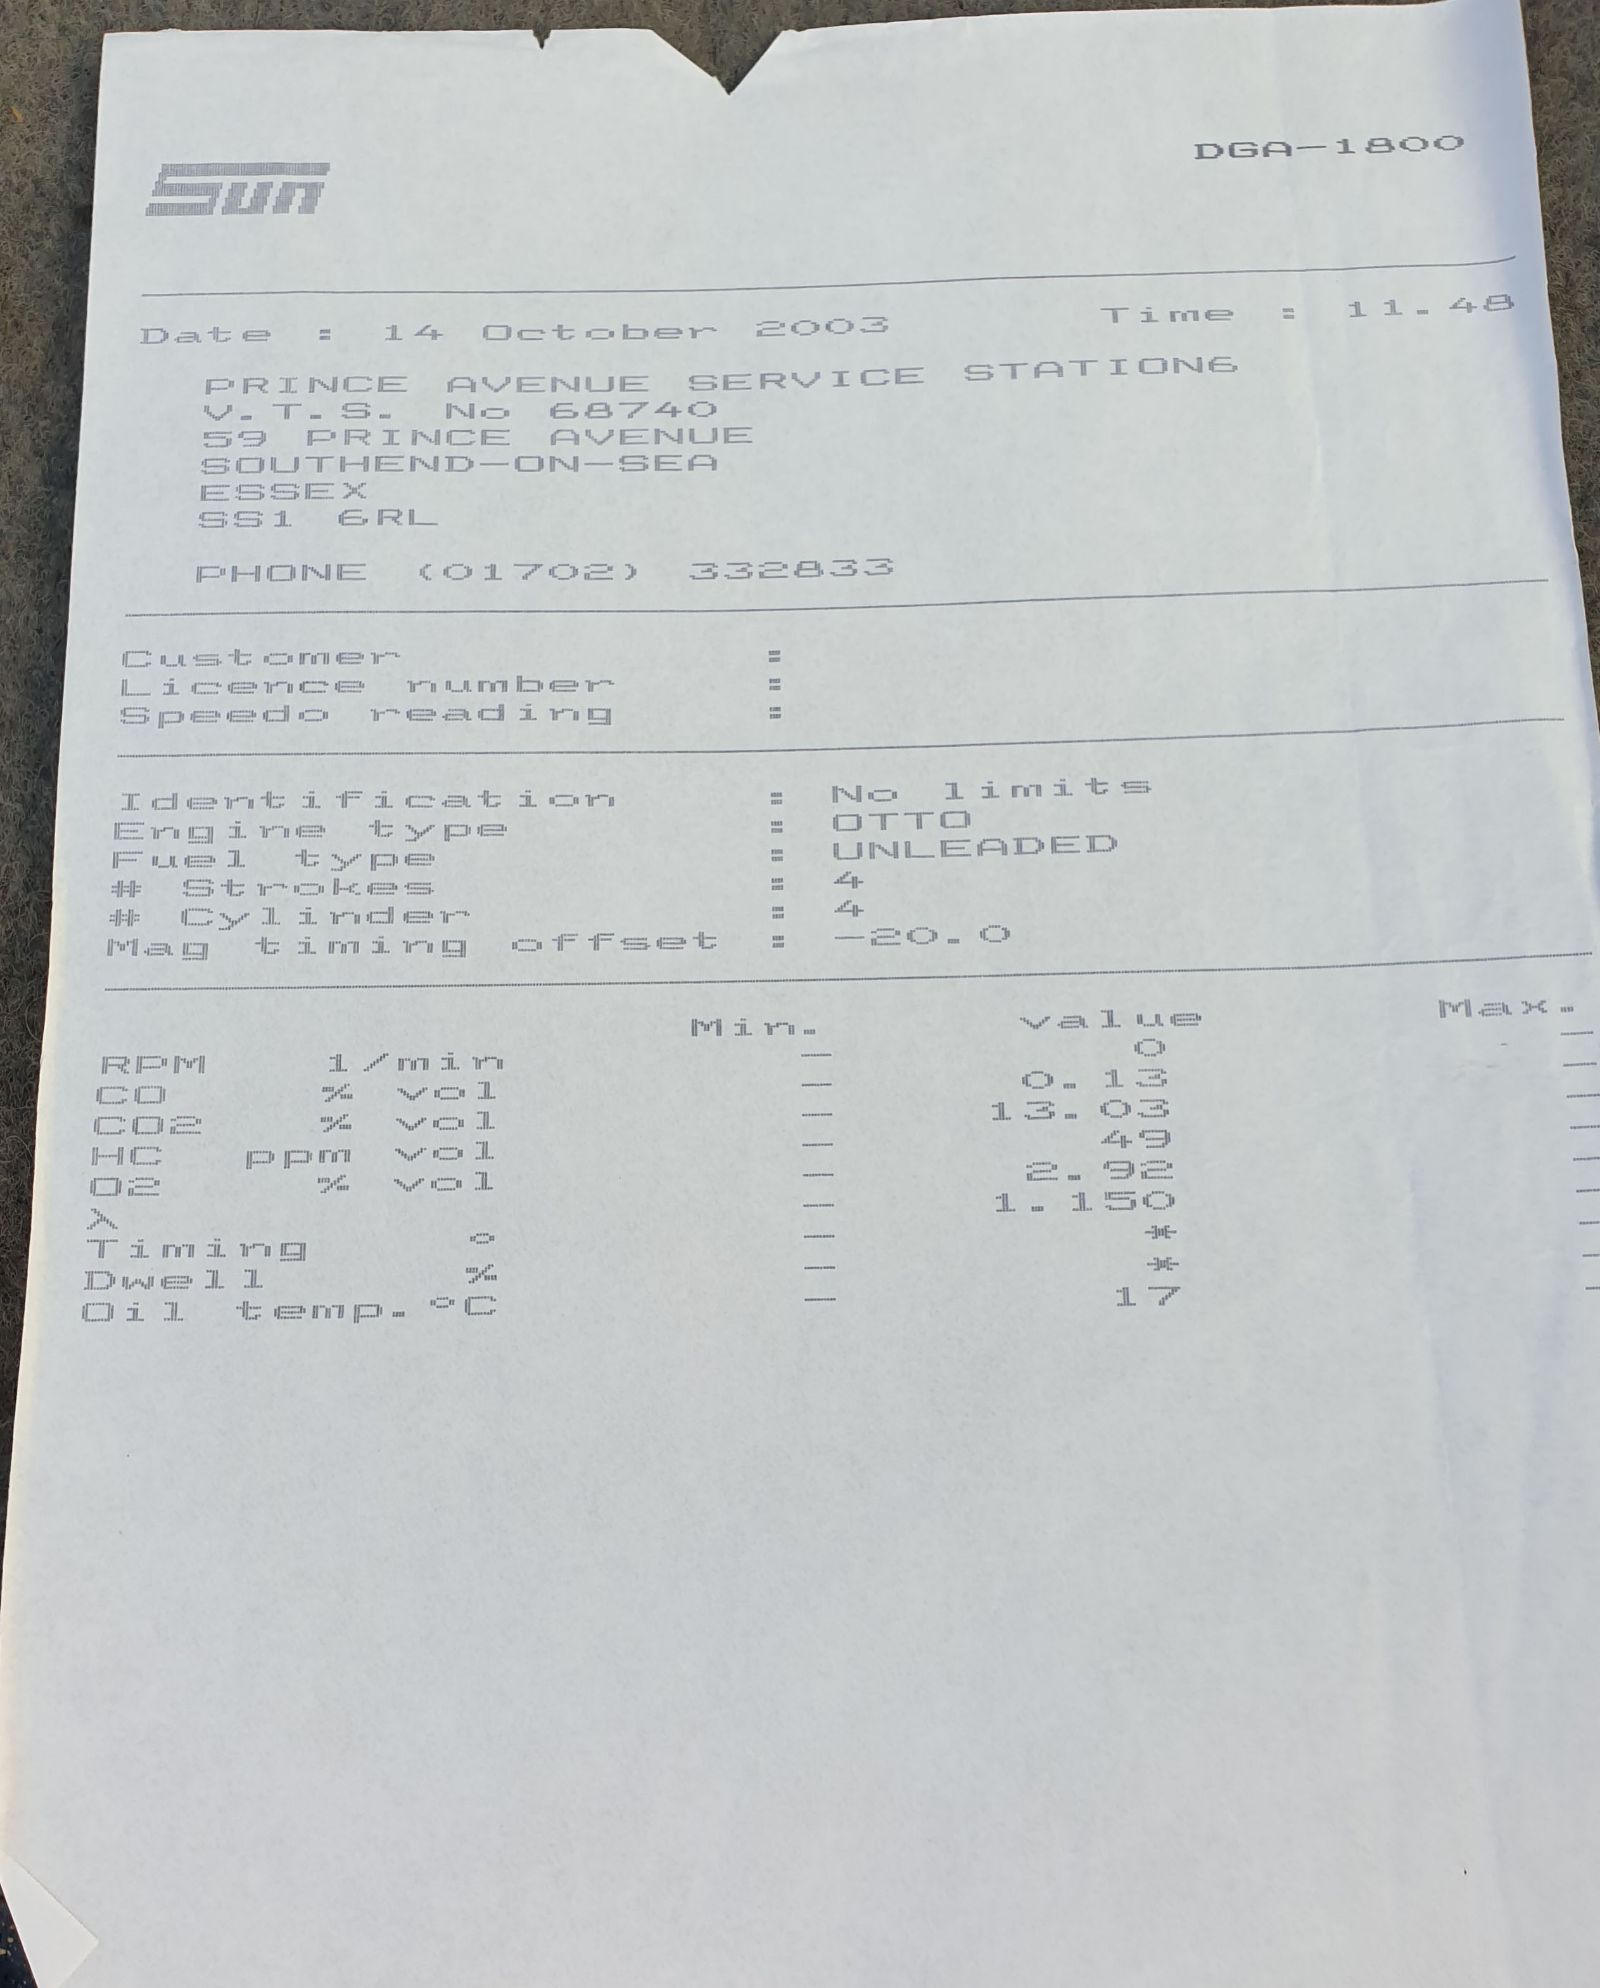 Sun DGA-1800
Date : 14 October 2003 Time : 11.48
PRINCE AVENUE SERVICE STATION6
V.T.S. No 68740
59 PRINCE AVENUE
SOUTHEND-ON-SEA
ESSEX
SS1 6RL
PHONE (01702) 332833
Customer :
Licence number :
Speedo reading :
Identification : No limits
Engine type : OTTO
Fuel type : UNLEADED
# Strokes : 4
# Cylinder : 4
Mag timing offset : -20.0
Min. value Max.
RPM 1/min - 0 -
CO % vol - 0.13 -
CO2 % vol - 13.03 -
HC ppm vol - 49 -
O2 % vol - 2.92 -
λ - 1.150 -
Timing ° - * -
Dwell % - * -
Oil temp.°C - 17 -